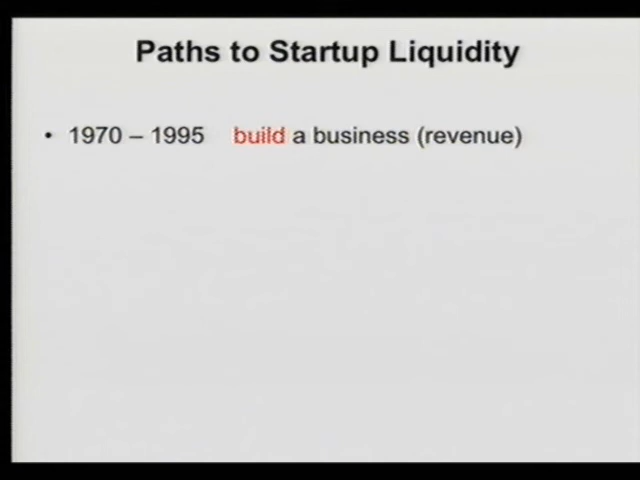 Paths to Startup Liquidity
• 1970 – 1995 build a business (revenue)